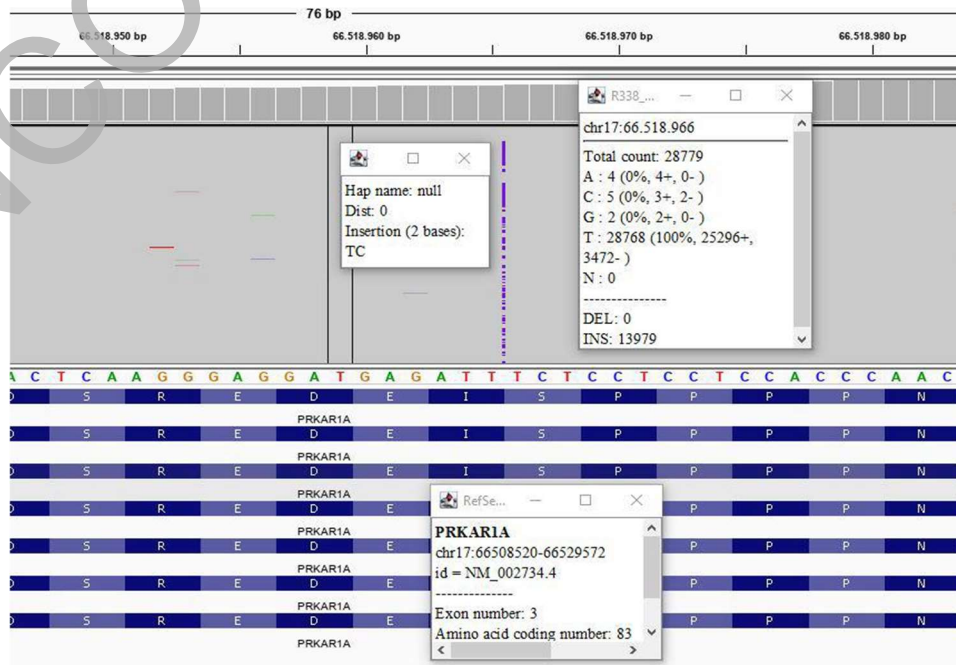 76 bp
66.518.950 bp 66.518.960 bp 66.518.970 bp 66.518.980 bp
R338_...
chr17:66.518.966
Total count: 28779
A : 4 (0%, 4+, 0- )
C : 5 (0%, 3+, 2- )
G : 2 (0%, 2+, 0- )
T : 28768 (100%, 25296+,
3472- )
N : 0
---------------
DEL: 0
INS: 13979
Hap name: null
Dist: 0
Insertion (2 bases):
TC
A C T C A A G G G A G G A T G A G A T T T C T C C T C C T C C A C C C A A C
D S R E D E I S P P P P N
PRKAR1A
D S R E D E I S P P P P N
PRKAR1A
D S R E D E I S P P P P N
PRKAR1A
D S R E D E P P P N
PRKAR1A
D S R E D E P P P N
PRKAR1A
D S R E D E P P P N
PRKAR1A
D S R E D E P P P N
PRKAR1A
RefSe...
PRKAR1A
chr17:66508520-66529572
id = NM_002734.4
--------------
Exon number: 3
Amino acid coding number: 83